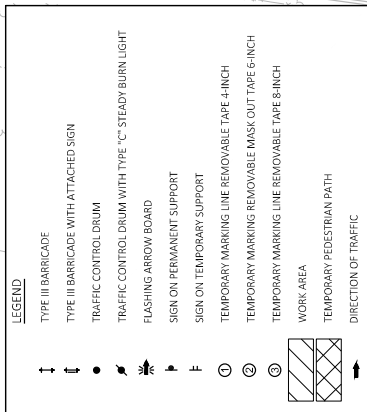 LEGEND
TYPE III BARRICADE
TYPE III BARRICADE WITH ATTACHED SIGN
TRAFFIC CONTROL DRUM
TRAFFIC CONTROL DRUM WITH TYPE "C" STEADY BURN LIGHT
FLASHING ARROW BOARD
SIGN ON PERMANENT SUPPORT
SIGN ON TEMPORARY SUPPORT
1 TEMPORARY MARKING LINE REMOVABLE TAPE 4-INCH
2 TEMPORARY MARKING REMOVABLE MASK OUT TAPE 6-INCH
3 TEMPORARY MARKING LINE REMOVABLE TAPE 8-INCH
WORK AREA
TEMPORARY PEDESTRIAN PATH
DIRECTION OF TRAFFIC